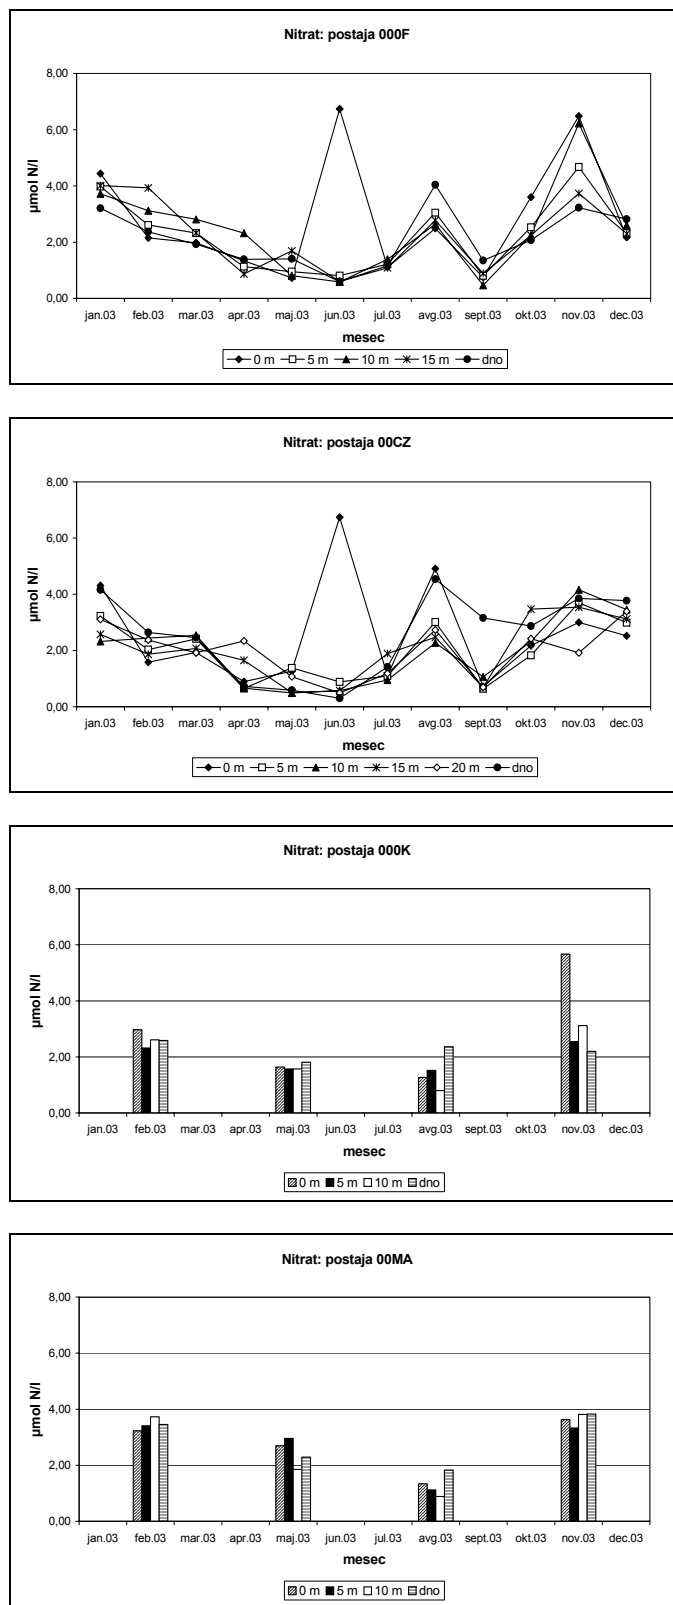 Nitrat: postaja 000F
8,00
6,00
4,00
2,00
0,00
µmol N/l
jan.03 feb.03 mar.03 apr.03 maj.03 jun.03 jul.03 avg.03 sept.03 okt.03 nov.03 dec.03
mesec
0 m 5 m 10 m 15 m dno
Nitrat: postaja 00CZ
8,00
6,00
4,00
2,00
0,00
µmol N/l
jan.03 feb.03 mar.03 apr.03 maj.03 jun.03 jul.03 avg.03 sept.03 okt.03 nov.03 dec.03
mesec
0 m 5 m 10 m 15 m 20 m dno
Nitrat: postaja 000K
8,00
6,00
4,00
2,00
0,00
µmol N/l
jan.03 feb.03 mar.03 apr.03 maj.03 jun.03 jul.03 avg.03 sept.03 okt.03 nov.03 dec.03
mesec
0 m 5 m 10 m dno
Nitrat: postaja 00MA
8,00
6,00
4,00
2,00
0,00
µmol N/l
jan.03 feb.03 mar.03 apr.03 maj.03 jun.03 jul.03 avg.03 sept.03 okt.03 nov.03 dec.03
mesec
0 m 5 m 10 m dno